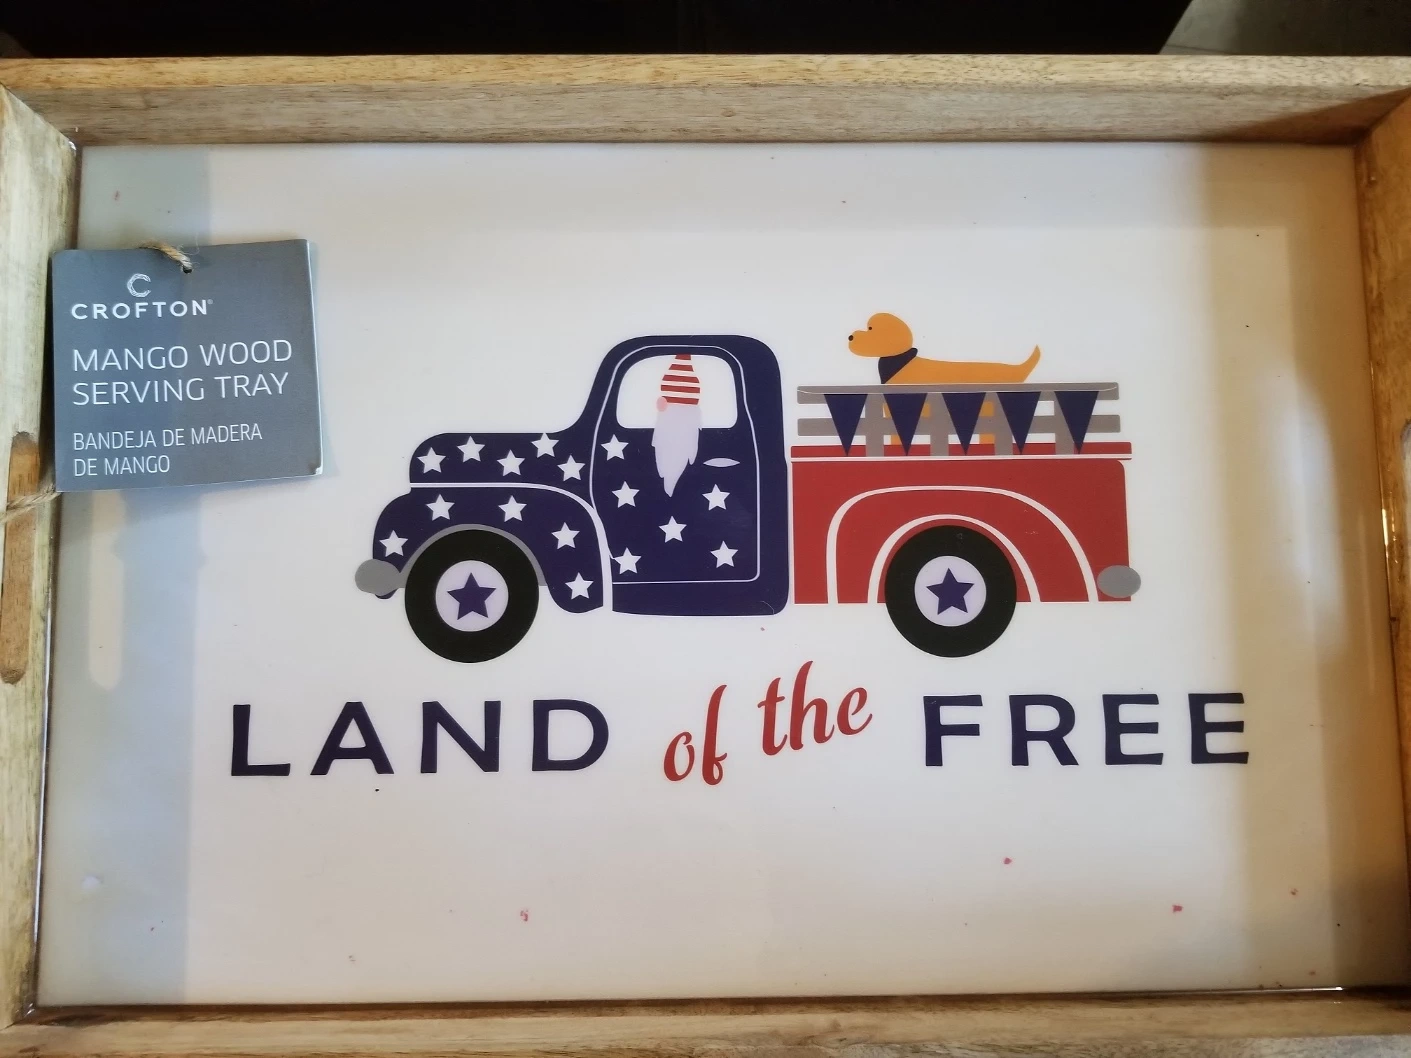 CROFTON®
MANGO WOOD
SERVING TRAY
BANDEJA DE MADERA
DE MANGO
LAND of the FREE